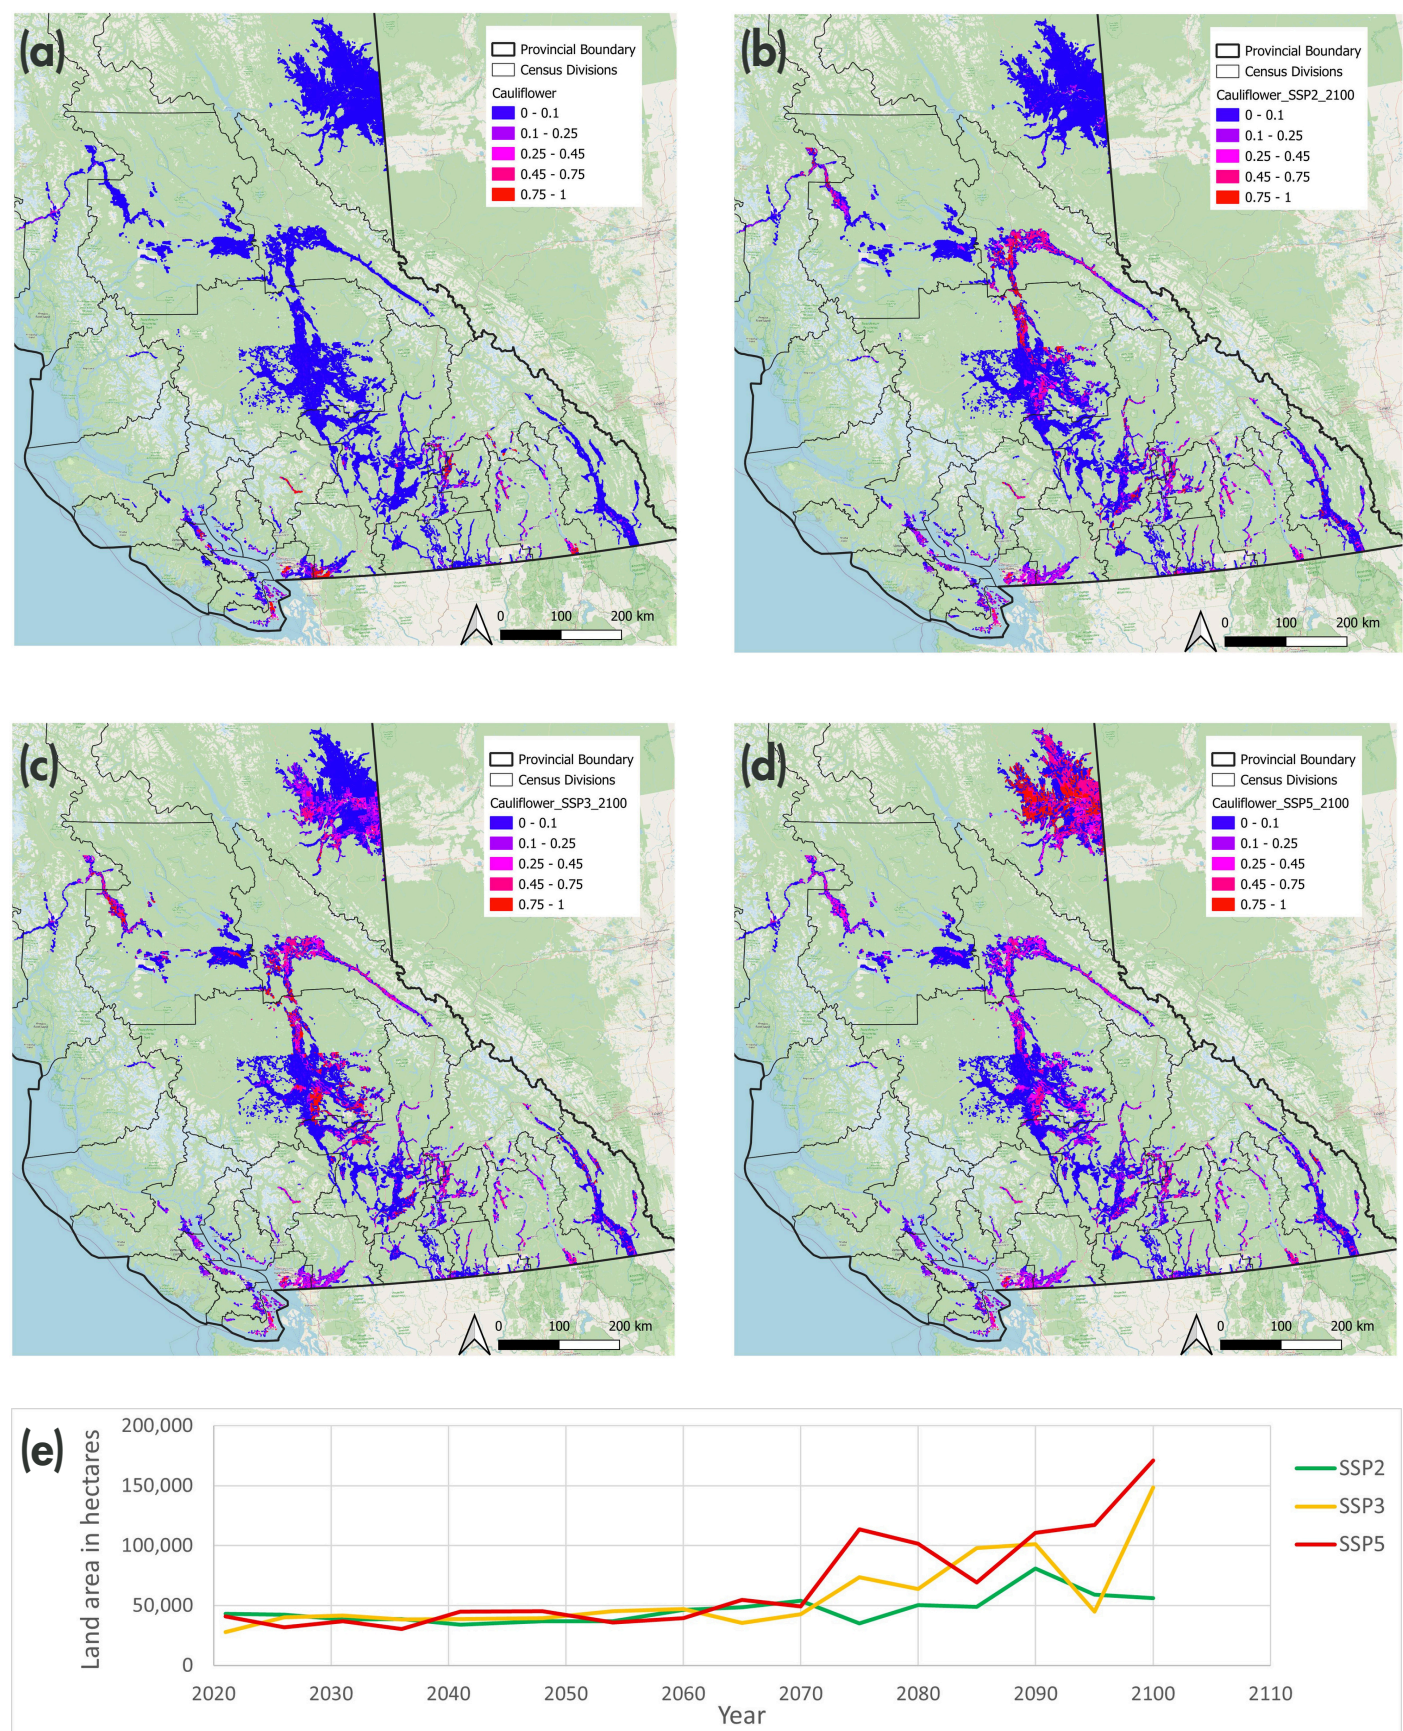 (a)
Provincial Boundary
Census Divisions
Cauliflower
0 - 0.1
0.1 - 0.25
0.25 - 0.45
0.45 - 0.75
0.75 - 1
0 100 200 km
(b)
Provincial Boundary
Census Divisions
Cauliflower_SSP2_2100
0 - 0.1
0.1 - 0.25
0.25 - 0.45
0.45 - 0.75
0.75 - 1
0 100 200 km
(c)
Provincial Boundary
Census Divisions
Cauliflower_SSP3_2100
0 - 0.1
0.1 - 0.25
0.25 - 0.45
0.45 - 0.75
0.75 - 1
0 100 200 km
(d)
Provincial Boundary
Census Divisions
Cauliflower_SSP5_2100
0 - 0.1
0.1 - 0.25
0.25 - 0.45
0.45 - 0.75
0.75 - 1
0 100 200 km
(e)
Land area in hectares
200,000
150,000
100,000
50,000
0
2020 2030 2040 2050 2060 2070 2080 2090 2100 2110
Year
SSP2
SSP3
SSP5